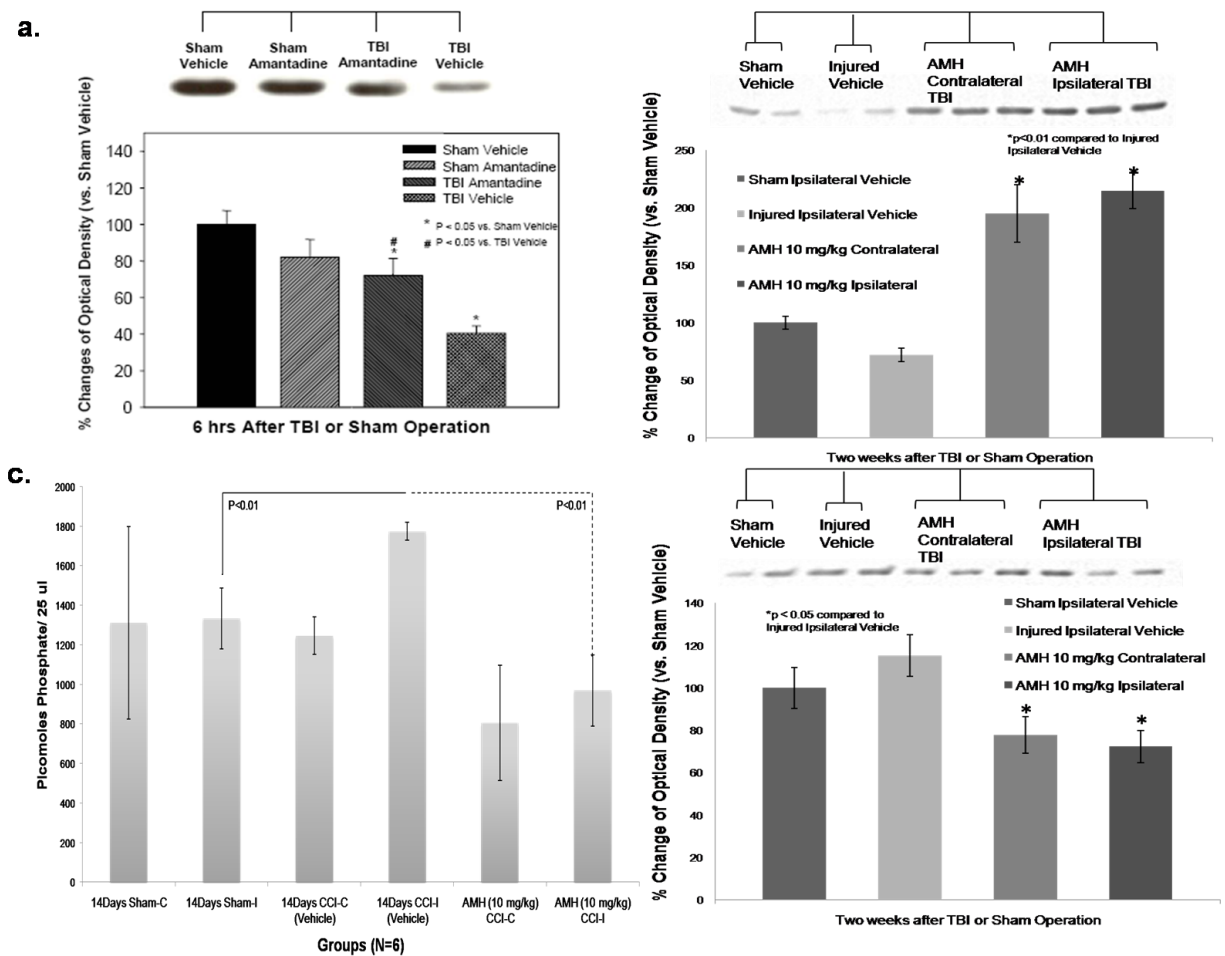 a.
Sham Vehicle
Sham Amantadine
TBI Amantadine
TBI Vehicle
% Changes of Optical Density (vs. Sham Vehicle)
140
120
100
80
60
40
20
0
Sham Vehicle
Sham Amantadine
TBI Amantadine
TBI Vehicle
* P < 0.05 vs. Sham Vehicle
# P < 0.05 vs. TBI Vehicle
#
*
*
6 hrs After TBI or Sham Operation
Sham Vehicle
Injured Vehicle
AMH Contralateral TBI
AMH Ipsilateral TBI
*p<0.01 compared to Injured
Ipsilateral Vehicle
% Change of Optical Density (vs. Sham Vehicle)
250
200
150
100
50
0
Sham Ipsilateral Vehicle
Injured Ipsilateral Vehicle
AMH 10 mg/kg Contralateral
AMH 10 mg/kg Ipsilateral
*
*
Two weeks after TBI or Sham Operation
c.
Picomoles Phosphate/ 25 ul
2000
1800
1600
1400
1200
1000
800
600
400
200
0
P<0.01
P<0.01
14Days Sham-C
14Days Sham-I
14Days CCI-C (Vehicle)
14Days CCI-I (Vehicle)
AMH (10 mg/kg) CCI-C
AMH (10 mg/kg) CCI-I
Groups (N=6)
Sham Vehicle
Injured Vehicle
AMH Contralateral TBI
AMH Ipsilateral TBI
% Change of Optical Density (vs. Sham Vehicle)
140
120
100
80
60
40
20
0
*p < 0.05 compared to
Injured Ipsilateral Vehicle
Sham Ipsilateral Vehicle
Injured Ipsilateral Vehicle
AMH 10 mg/kg Contralateral
AMH 10 mg/kg Ipsilateral
*
*
Two weeks after TBI or Sham Operation